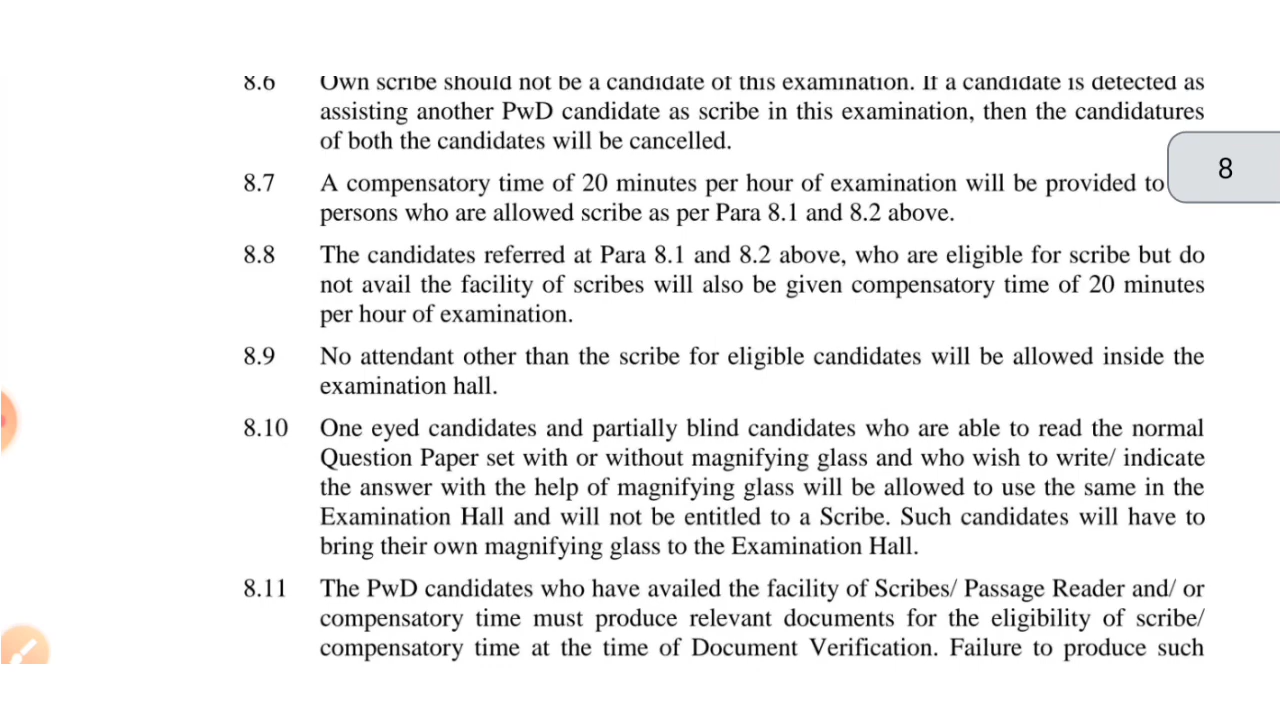 8.6 Own scribe should not be a candidate of this examination. If a candidate is detected as
assisting another PwD candidate as scribe in this examination, then the candidatures
of both the candidates will be cancelled.
8
8.7 A compensatory time of 20 minutes per hour of examination will be provided to
persons who are allowed scribe as per Para 8.1 and 8.2 above.
8.8 The candidates referred at Para 8.1 and 8.2 above, who are eligible for scribe but do
not avail the facility of scribes will also be given compensatory time of 20 minutes
per hour of examination.
8.9 No attendant other than the scribe for eligible candidates will be allowed inside the
examination hall.
8.10 One eyed candidates and partially blind candidates who are able to read the normal
Question Paper set with or without magnifying glass and who wish to write/ indicate
the answer with the help of magnifying glass will be allowed to use the same in the
Examination Hall and will not be entitled to a Scribe. Such candidates will have to
bring their own magnifying glass to the Examination Hall.
8.11 The PwD candidates who have availed the facility of Scribes/ Passage Reader and/ or
compensatory time must produce relevant documents for the eligibility of scribe/
compensatory time at the time of Document Verification. Failure to produce such